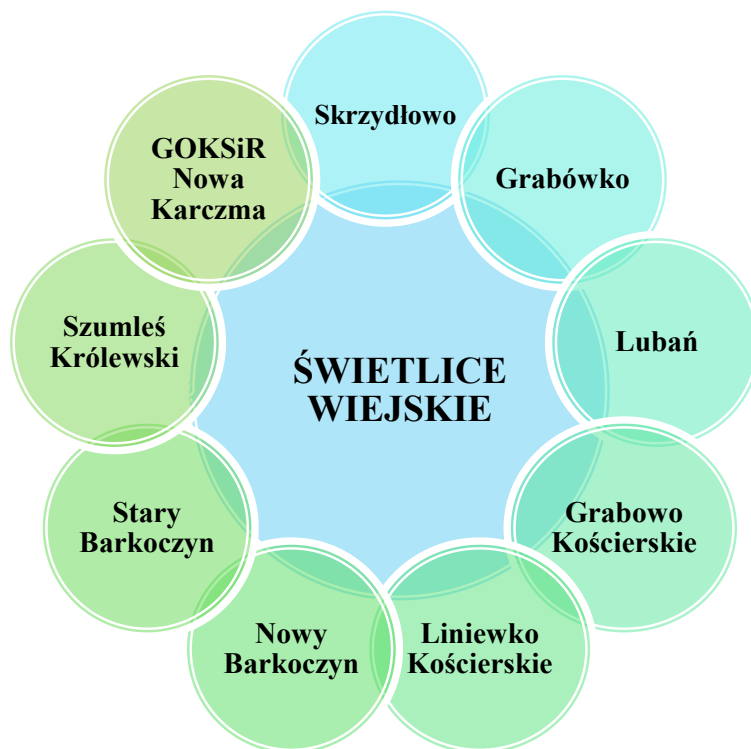 Skrzydłowo
Grabówko
Lubań
Grabowo
Kościerskie
Liniewko
Kościerskie
Nowy
Barkoczyn
Stary
Barkoczyn
Szumleś
Królewski
GOKSiR
Nowa
Karczma
ŚWIETLICE
WIEJSKIE